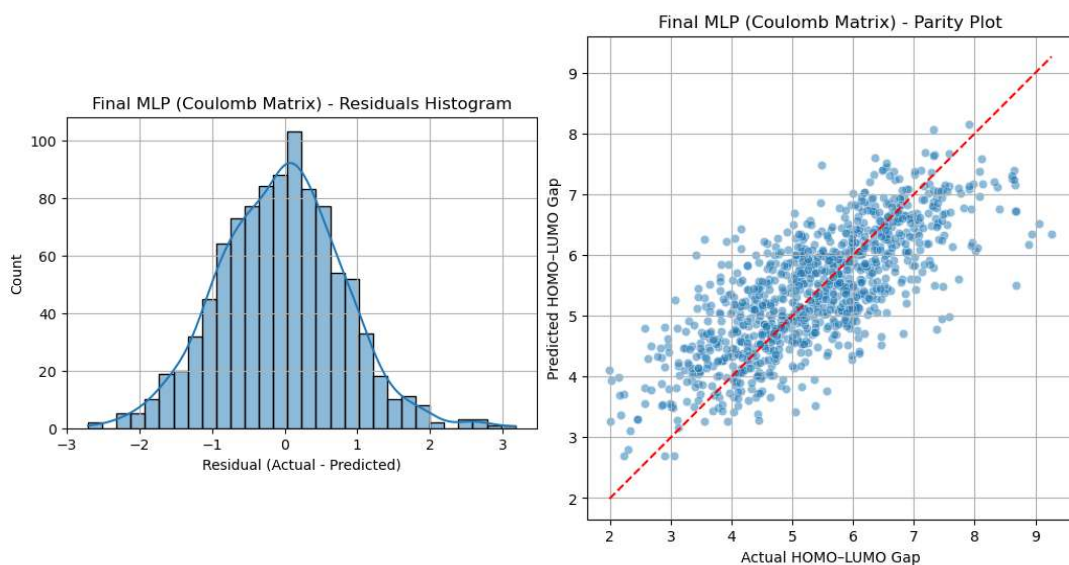 Final MLP (Coulomb Matrix) - Residuals Histogram
Count
100
80
60
40
20
0
−3 −2 −1 0 1 2 3
Residual (Actual - Predicted)
Final MLP (Coulomb Matrix) - Parity Plot
Predicted HOMO–LUMO Gap
9
8
7
6
5
4
3
2
2 3 4 5 6 7 8 9
Actual HOMO–LUMO Gap